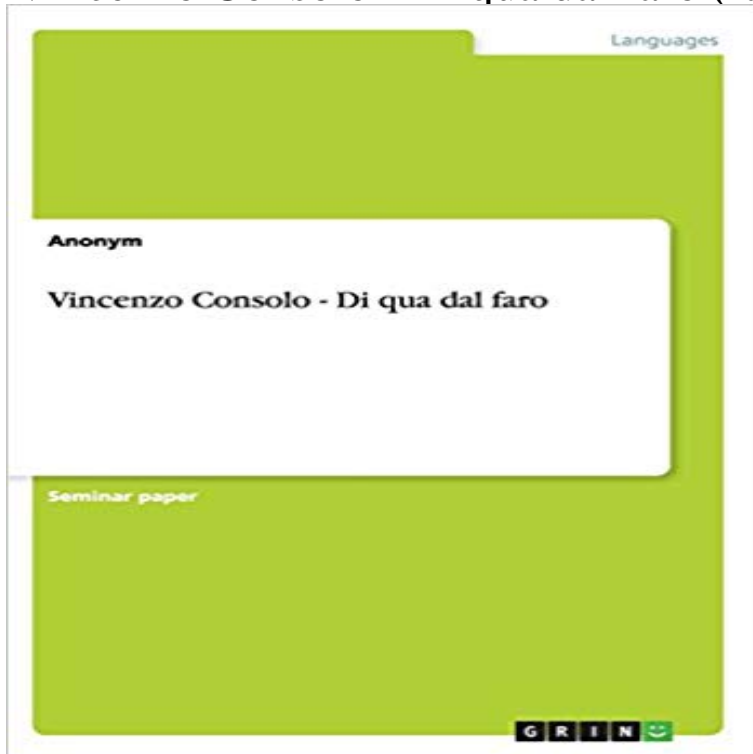 Languages
Anonym
Vincenzo Consolo - Di qua dal faro
Seminar paper
GRIN